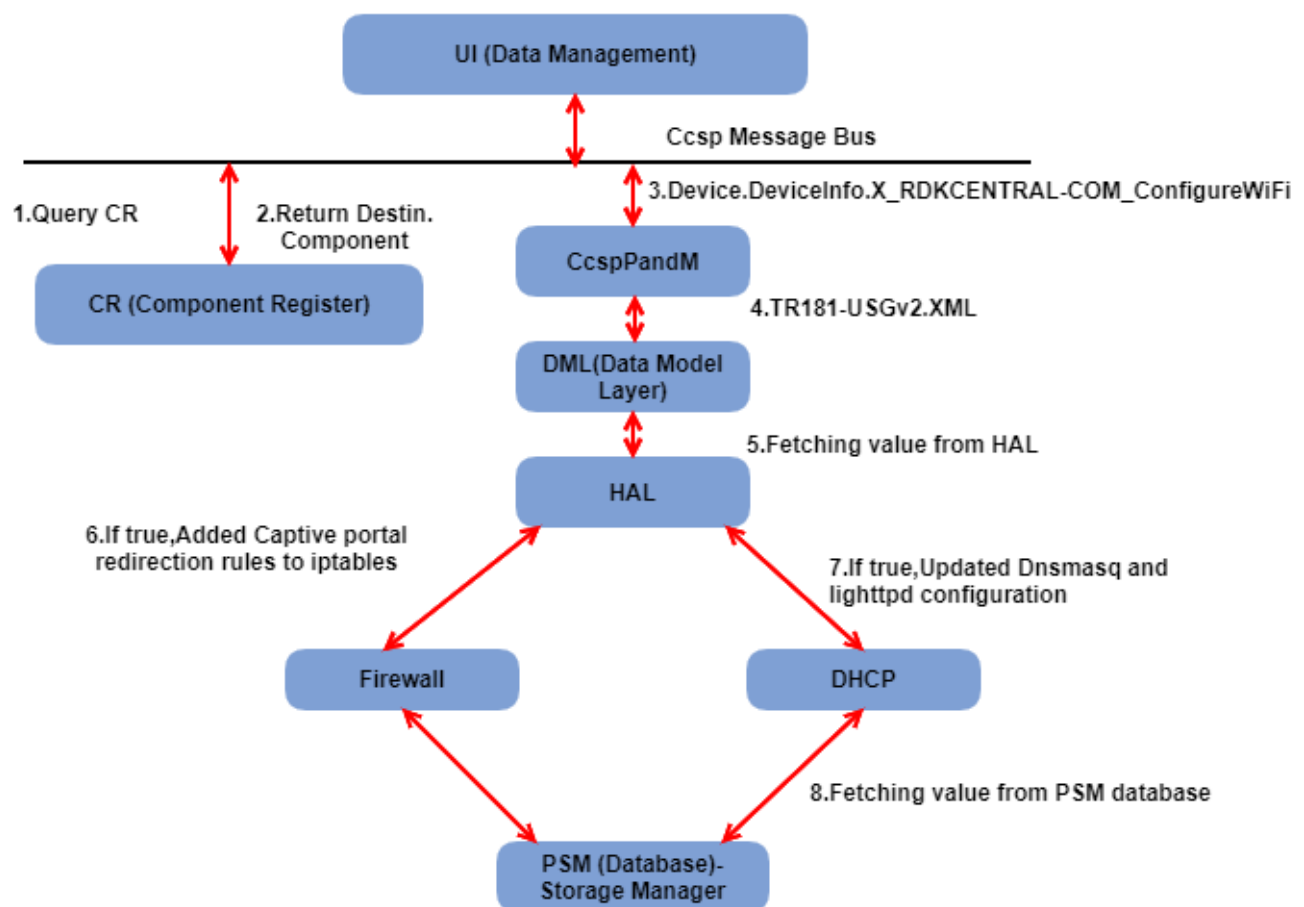 UI (Data Management)
Ccsp Message Bus
1.Query CR
2.Return Destin.
Component
3.Device.DeviceInfo.X_RDKCENTRAL-COM_ConfigureWiFi
CcspPandM
CR (Component Register)
4.TR181-USGv2.XML
DML(Data Model
Layer)
5.Fetching value from HAL
HAL
6.If true,Added Captive portal
redirection rules to iptables
7.If true,Updated Dnsmasq and
lighttpd configuration
Firewall
DHCP
8.Fetching value from PSM database
PSM (Database)-
Storage Manager